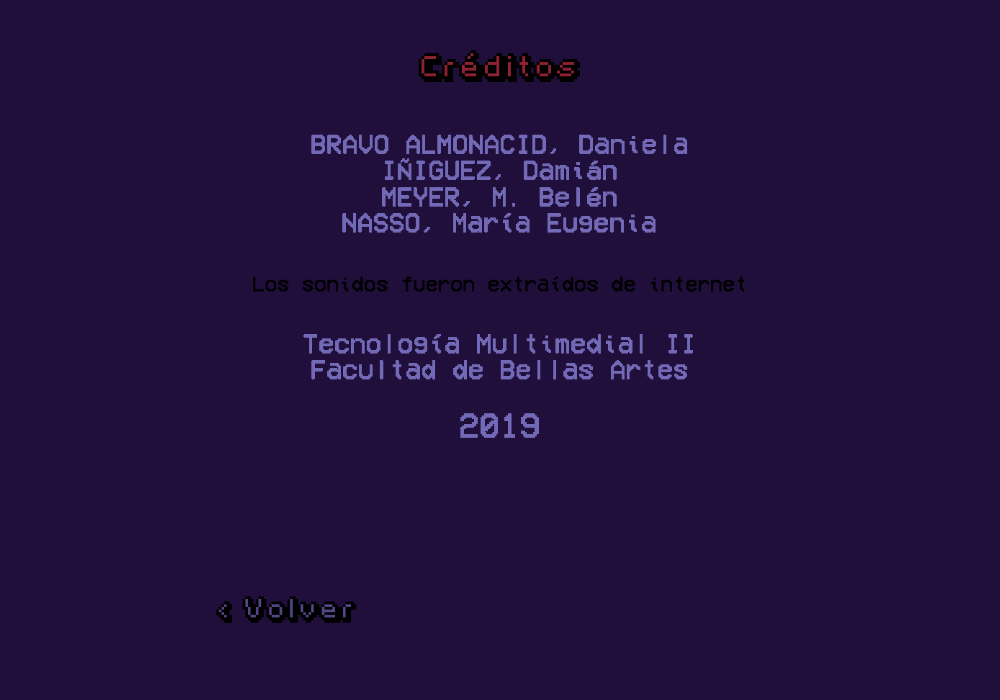 Créditos
BRAVO ALMONACID, Daniela
IÑIGUEZ, Damián
MEYER, M. Belén
NASSO, María Eugenia
Los sonidos fueron extraídos de internet
Tecnología Multimedial II
Facultad de Bellas Artes
2019
< Volver